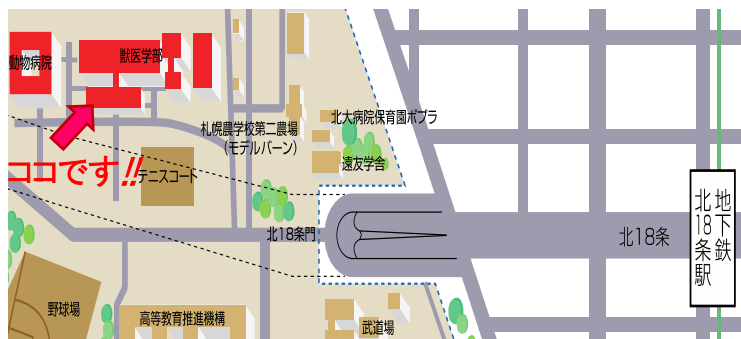 動物病院
獣医学部
札幌農学校第二農場
(モデルバーン)
北大病院保育園ポプラ
遠友学舎
ココです!!
テニスコート
北18条門
北18条
地下鉄
北18条駅
野球場
高等教育推進機構
武道場